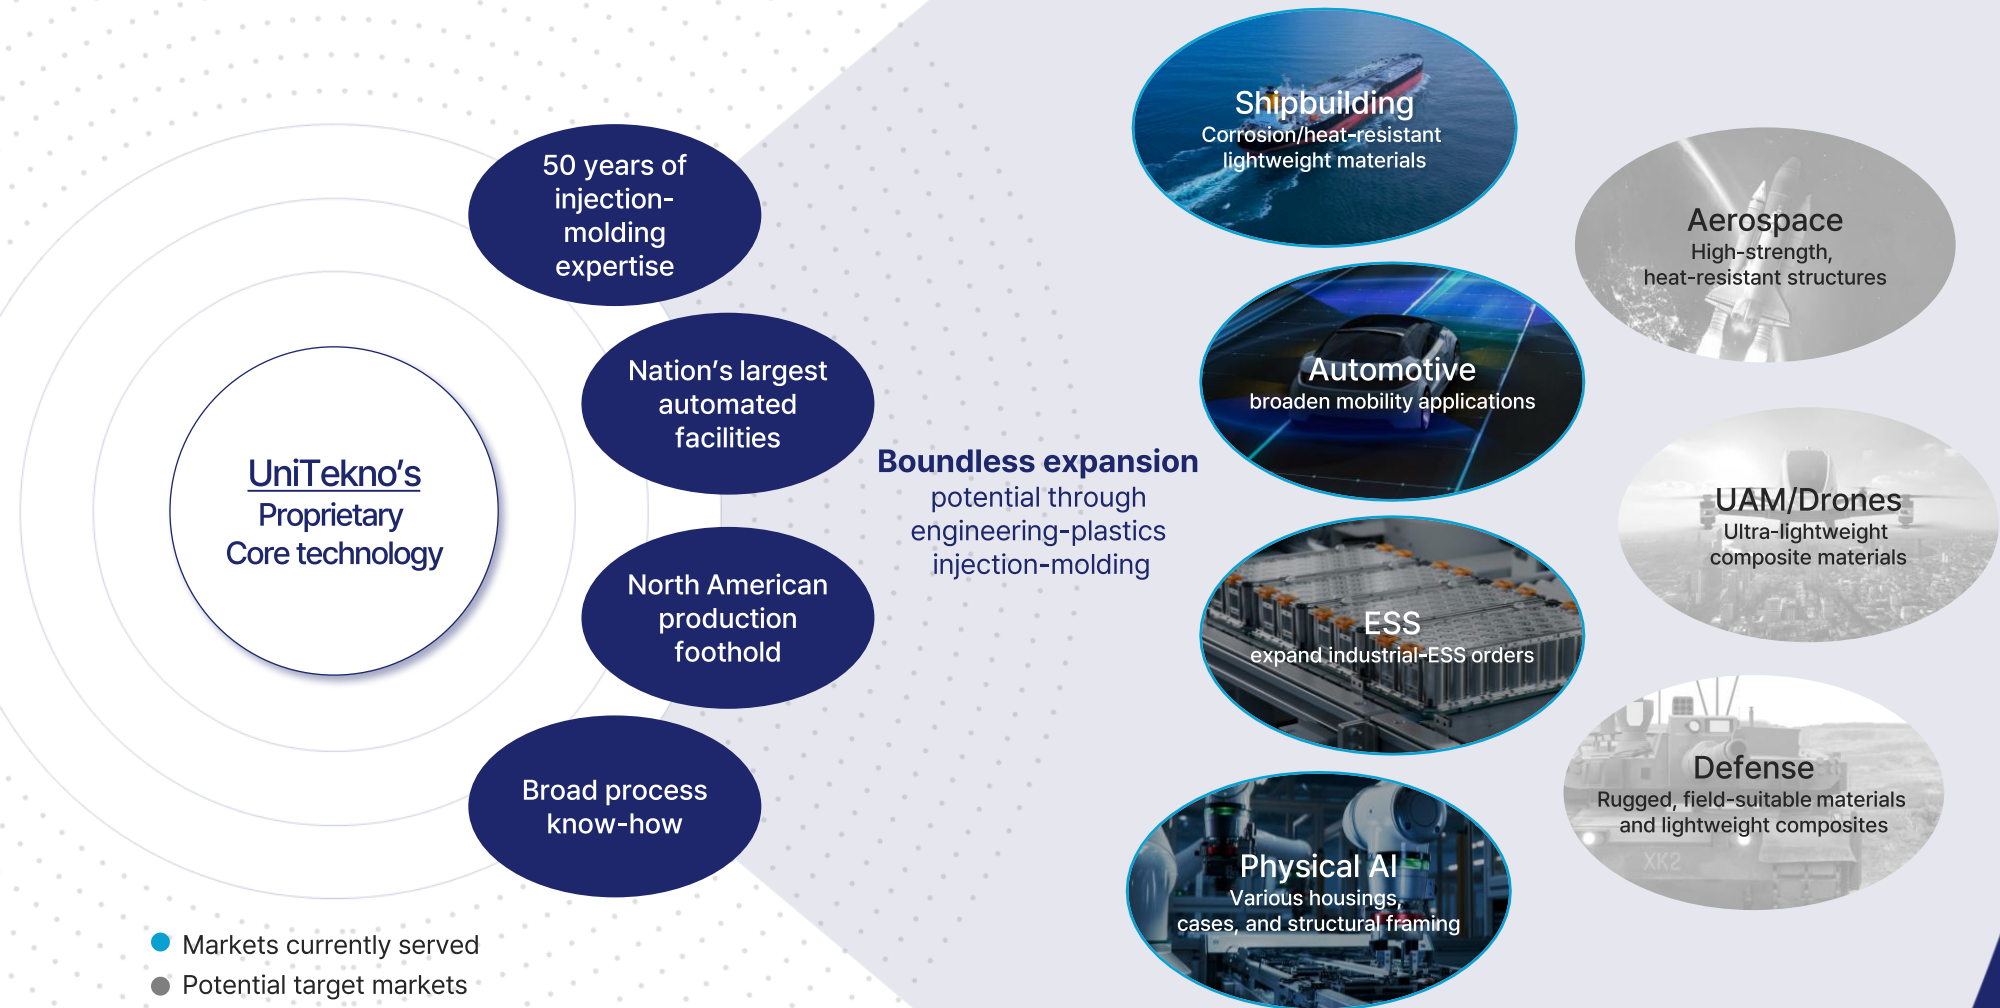 UniTekno's
Proprietary
Core technology
50 years of
injection-
molding
expertise
Nation's largest
automated
facilities
North American
production
foothold
Broad process
know-how
Boundless expansion
potential through
engineering-plastics
injection-molding
Shipbuilding
Corrosion/heat-resistant
lightweight materials
Automotive
broaden mobility applications
ESS
expand industrial-ESS orders
Physical AI
Various housings,
cases, and structural framing
Aerospace
High-strength,
heat-resistant structures
UAM/Drones
Ultra-lightweight
composite materials
Defense
Rugged, field-suitable materials
and lightweight composites
XK2
Markets currently served
Potential target markets